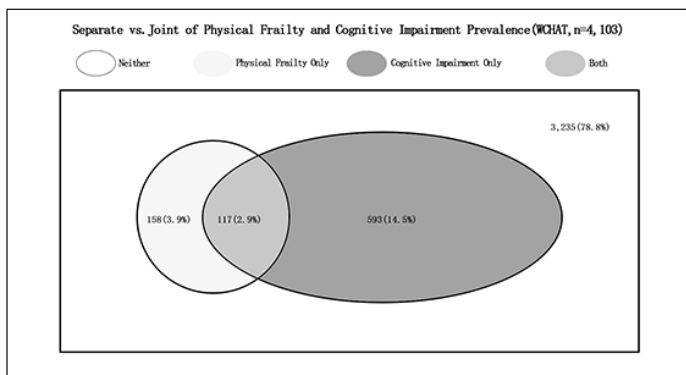 Separate vs. Joint of Physical Frailty and Cognitive Impairment Prevalence(WCHAT, n=4, 103)
Neither Physical Frailty Only Cognitive Impairment Only Both
3,235(78.8%)
158(3.9%) 117(2.9%) 593(14.5%)